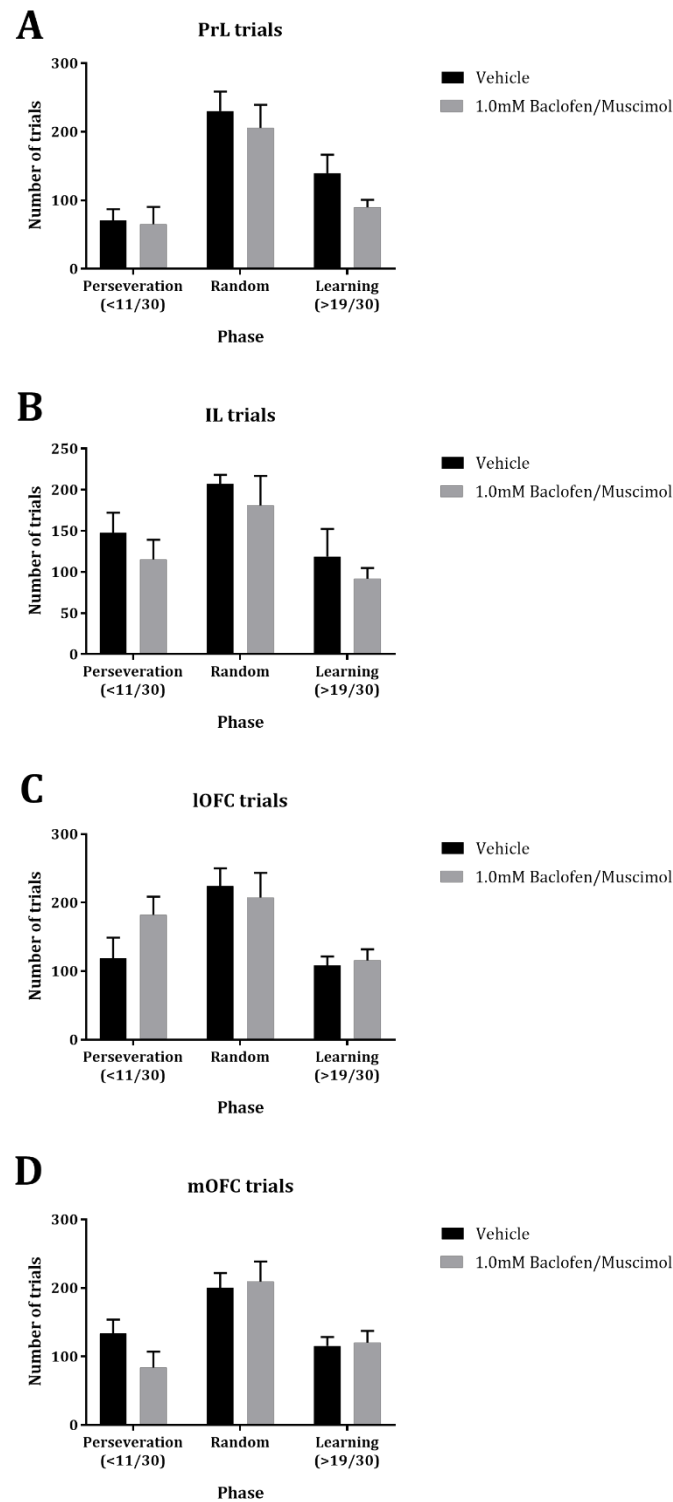 A
PrL trials
300
200
100
0
Number of trials
Perseveration
(<11/30)
Random
Learning
(>19/30)
Phase
Vehicle
1.0mM Baclofen/Muscimol
B
IL trials
250
200
150
100
50
0
Number of trials
Perseveration
(<11/30)
Random
Learning
(>19/30)
Phase
Vehicle
1.0mM Baclofen/Muscimol
C
lOFC trials
300
200
100
0
Number of trials
Perseveration
(<11/30)
Random
Learning
(>19/30)
Phase
Vehicle
1.0mM Baclofen/Muscimol
D
mOFC trials
300
200
100
0
Number of trials
Perseveration
(<11/30)
Random
Learning
(>19/30)
Phase
Vehicle
1.0mM Baclofen/Muscimol